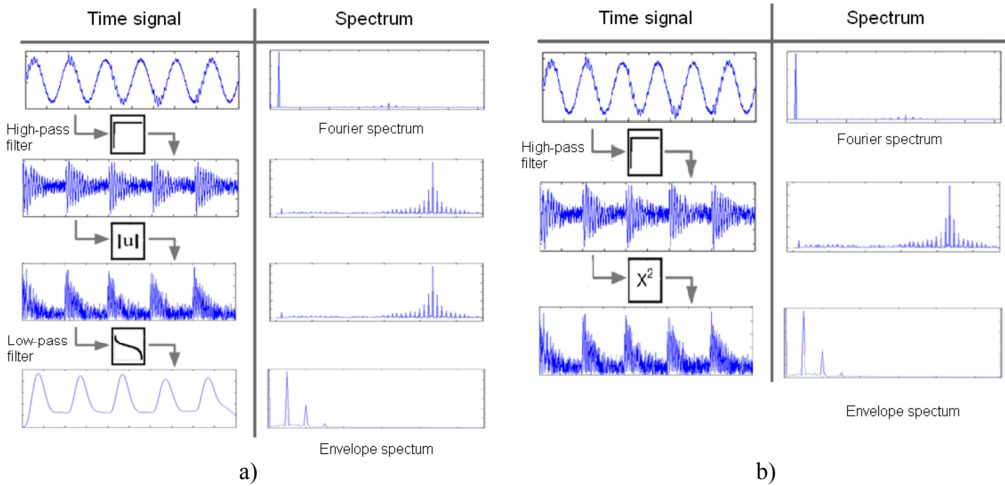 Time signal Spectrum
Fourier spectrum
High-pass
filter
|u|
Low-pass
filter
Envelope spectrum
a)
Time signal Spectrum
Fourier spectrum
High-pass
filter
X²
Envelope spectum
b)